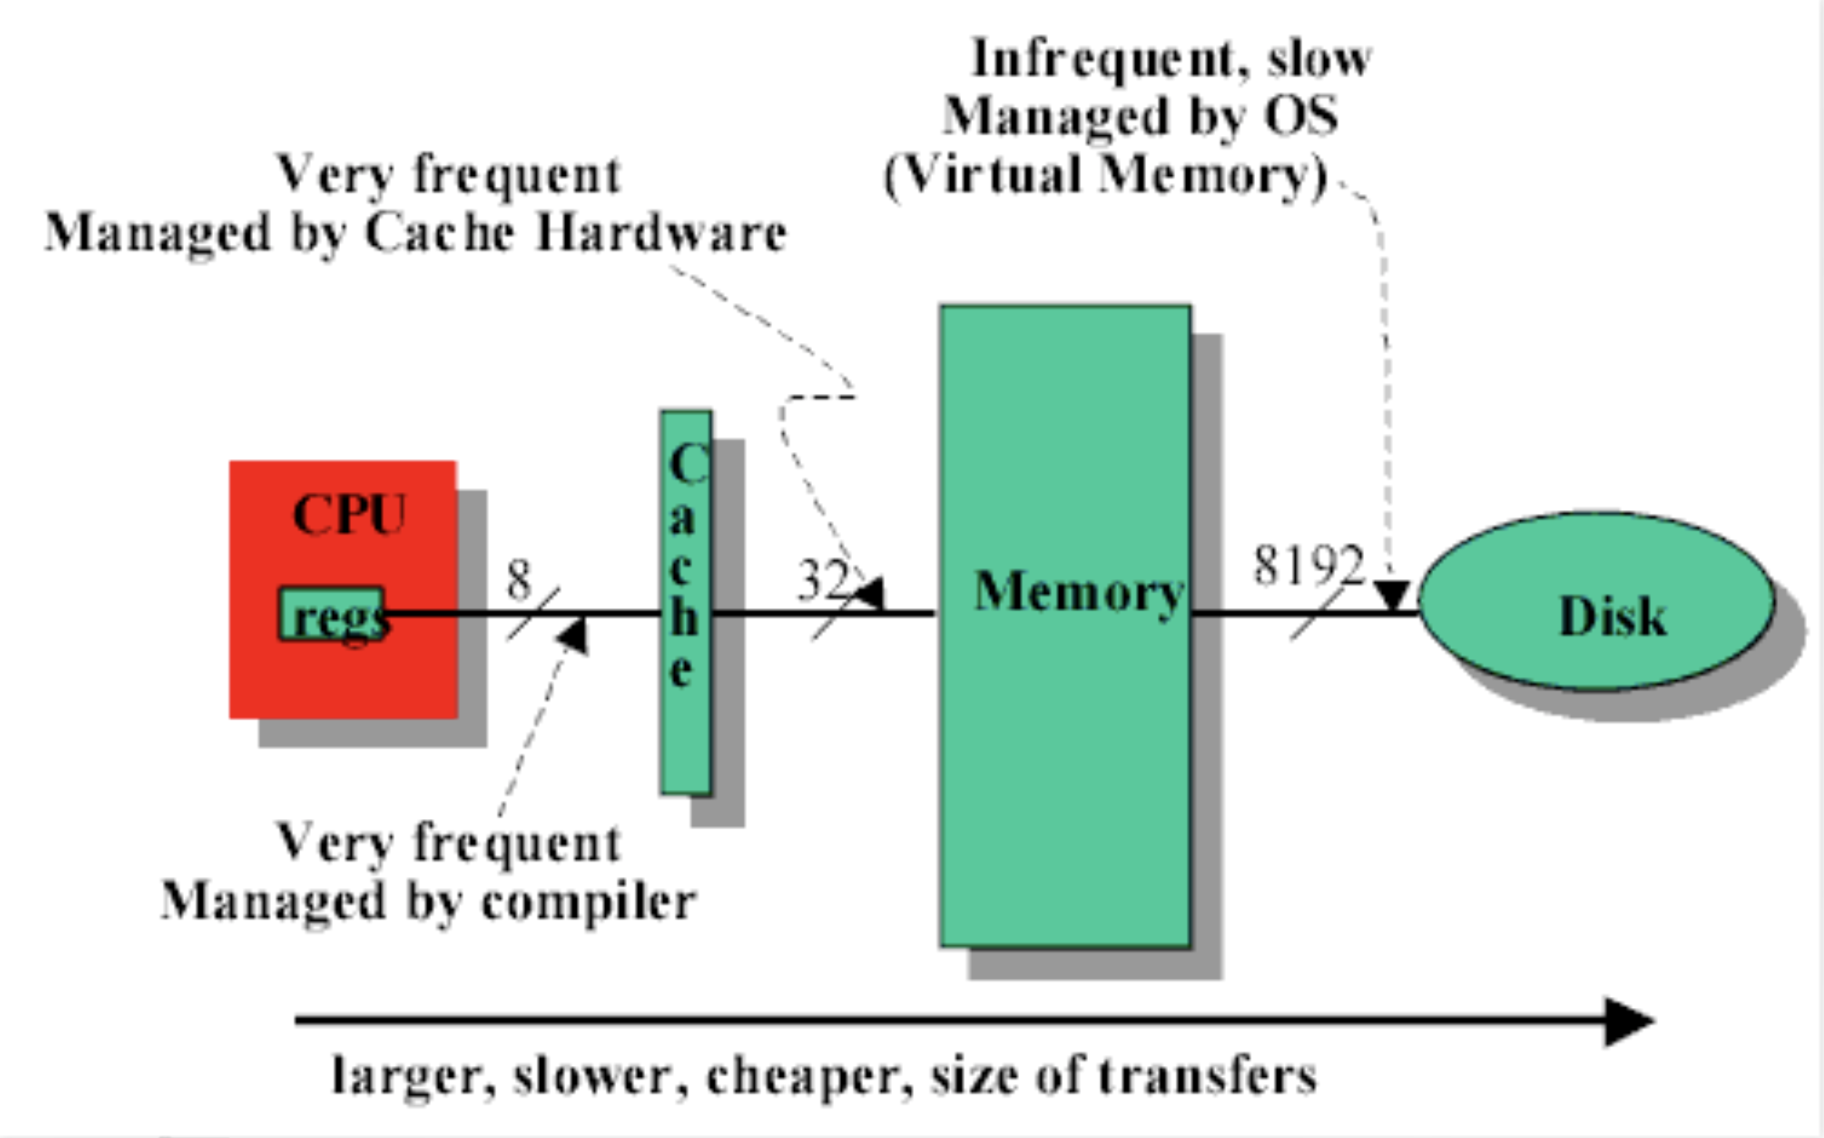 Infrequent, slow
Managed by OS
(Virtual Memory)
Very frequent
Managed by Cache Hardware
CPU
regs
8
Cache
32
Memory
8192
Disk
Very frequent
Managed by compiler
larger, slower, cheaper, size of transfers